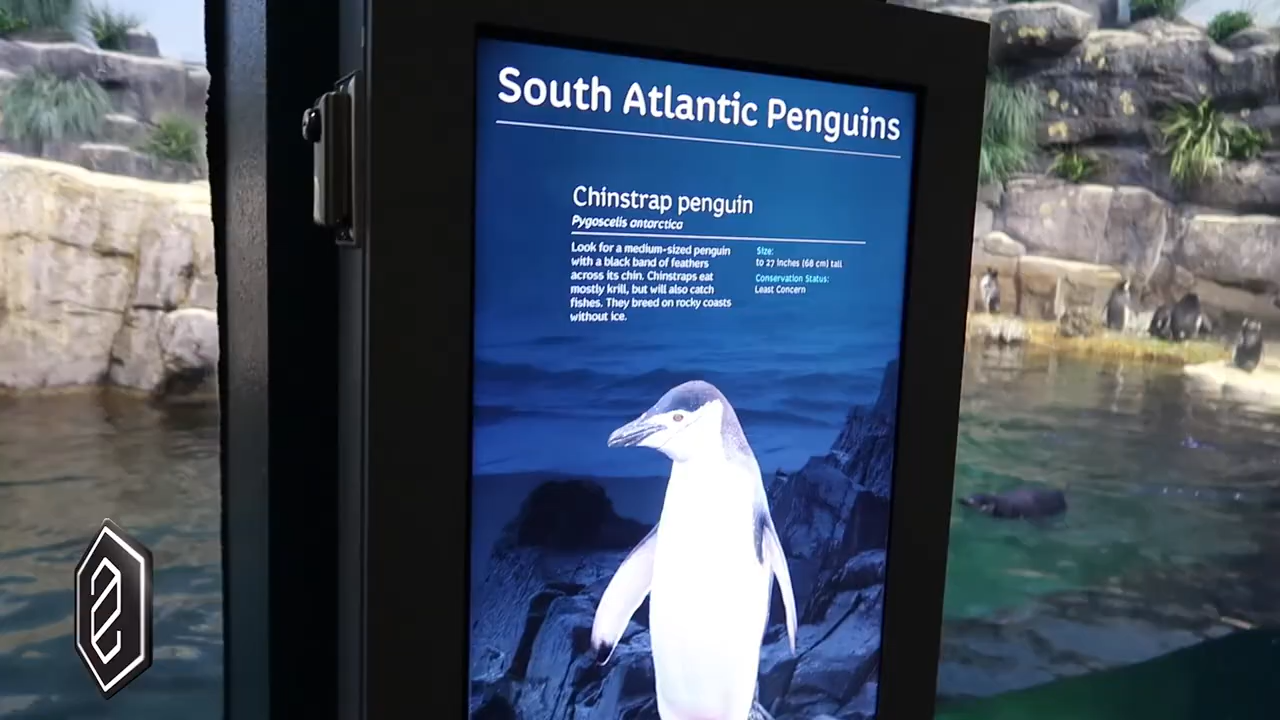 South Atlantic Penguins
Chinstrap penguin
Pygoscelis antarctica
Look for a medium-sized penguin
with a black band of feathers
across its chin. Chinstraps eat
mostly krill, but will also catch
fishes. They breed on rocky coasts
without ice.
Size:
to 27 inches (68 cm) tall
Conservation Status:
Least Concern